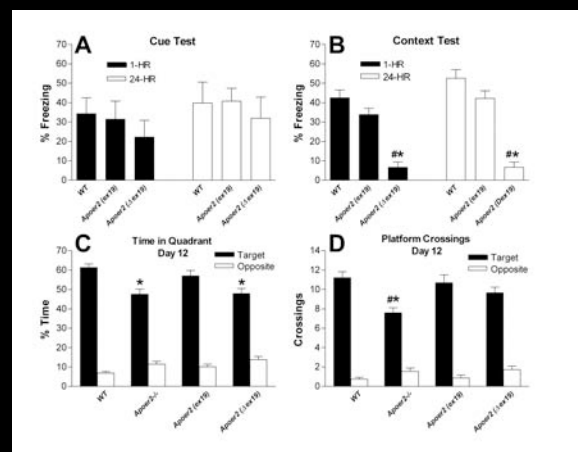 A
Cue Test
1-HR
24-HR
% Freezing
70
60
50
40
30
20
10
0
WT
Apoer2 (ex19)
Apoer2 (Δex19)
WT
Apoer2 (ex19)
Apoer2 (Δex19)
B
Context Test
1-HR
24-HR
% Freezing
70
60
50
40
30
20
10
0
#*
#*
WT
Apoer2 (ex19)
Apoer2 (Δex19)
WT
Apoer2 (ex19)
Apoer2 (Dex19)
C
Time in Quadrant
Day 12
Target
Opposite
% Time
70
60
50
40
30
20
10
0
*
*
WT
Apoer2-/-
Apoer2 (ex19)
Apoer2 (Δex19)
D
Platform Crossings
Day 12
Target
Opposite
Crossings
14
12
10
8
6
4
2
0
#*
WT
Apoer2-/-
Apoer2 (ex19)
Apoer2 (Δex19)